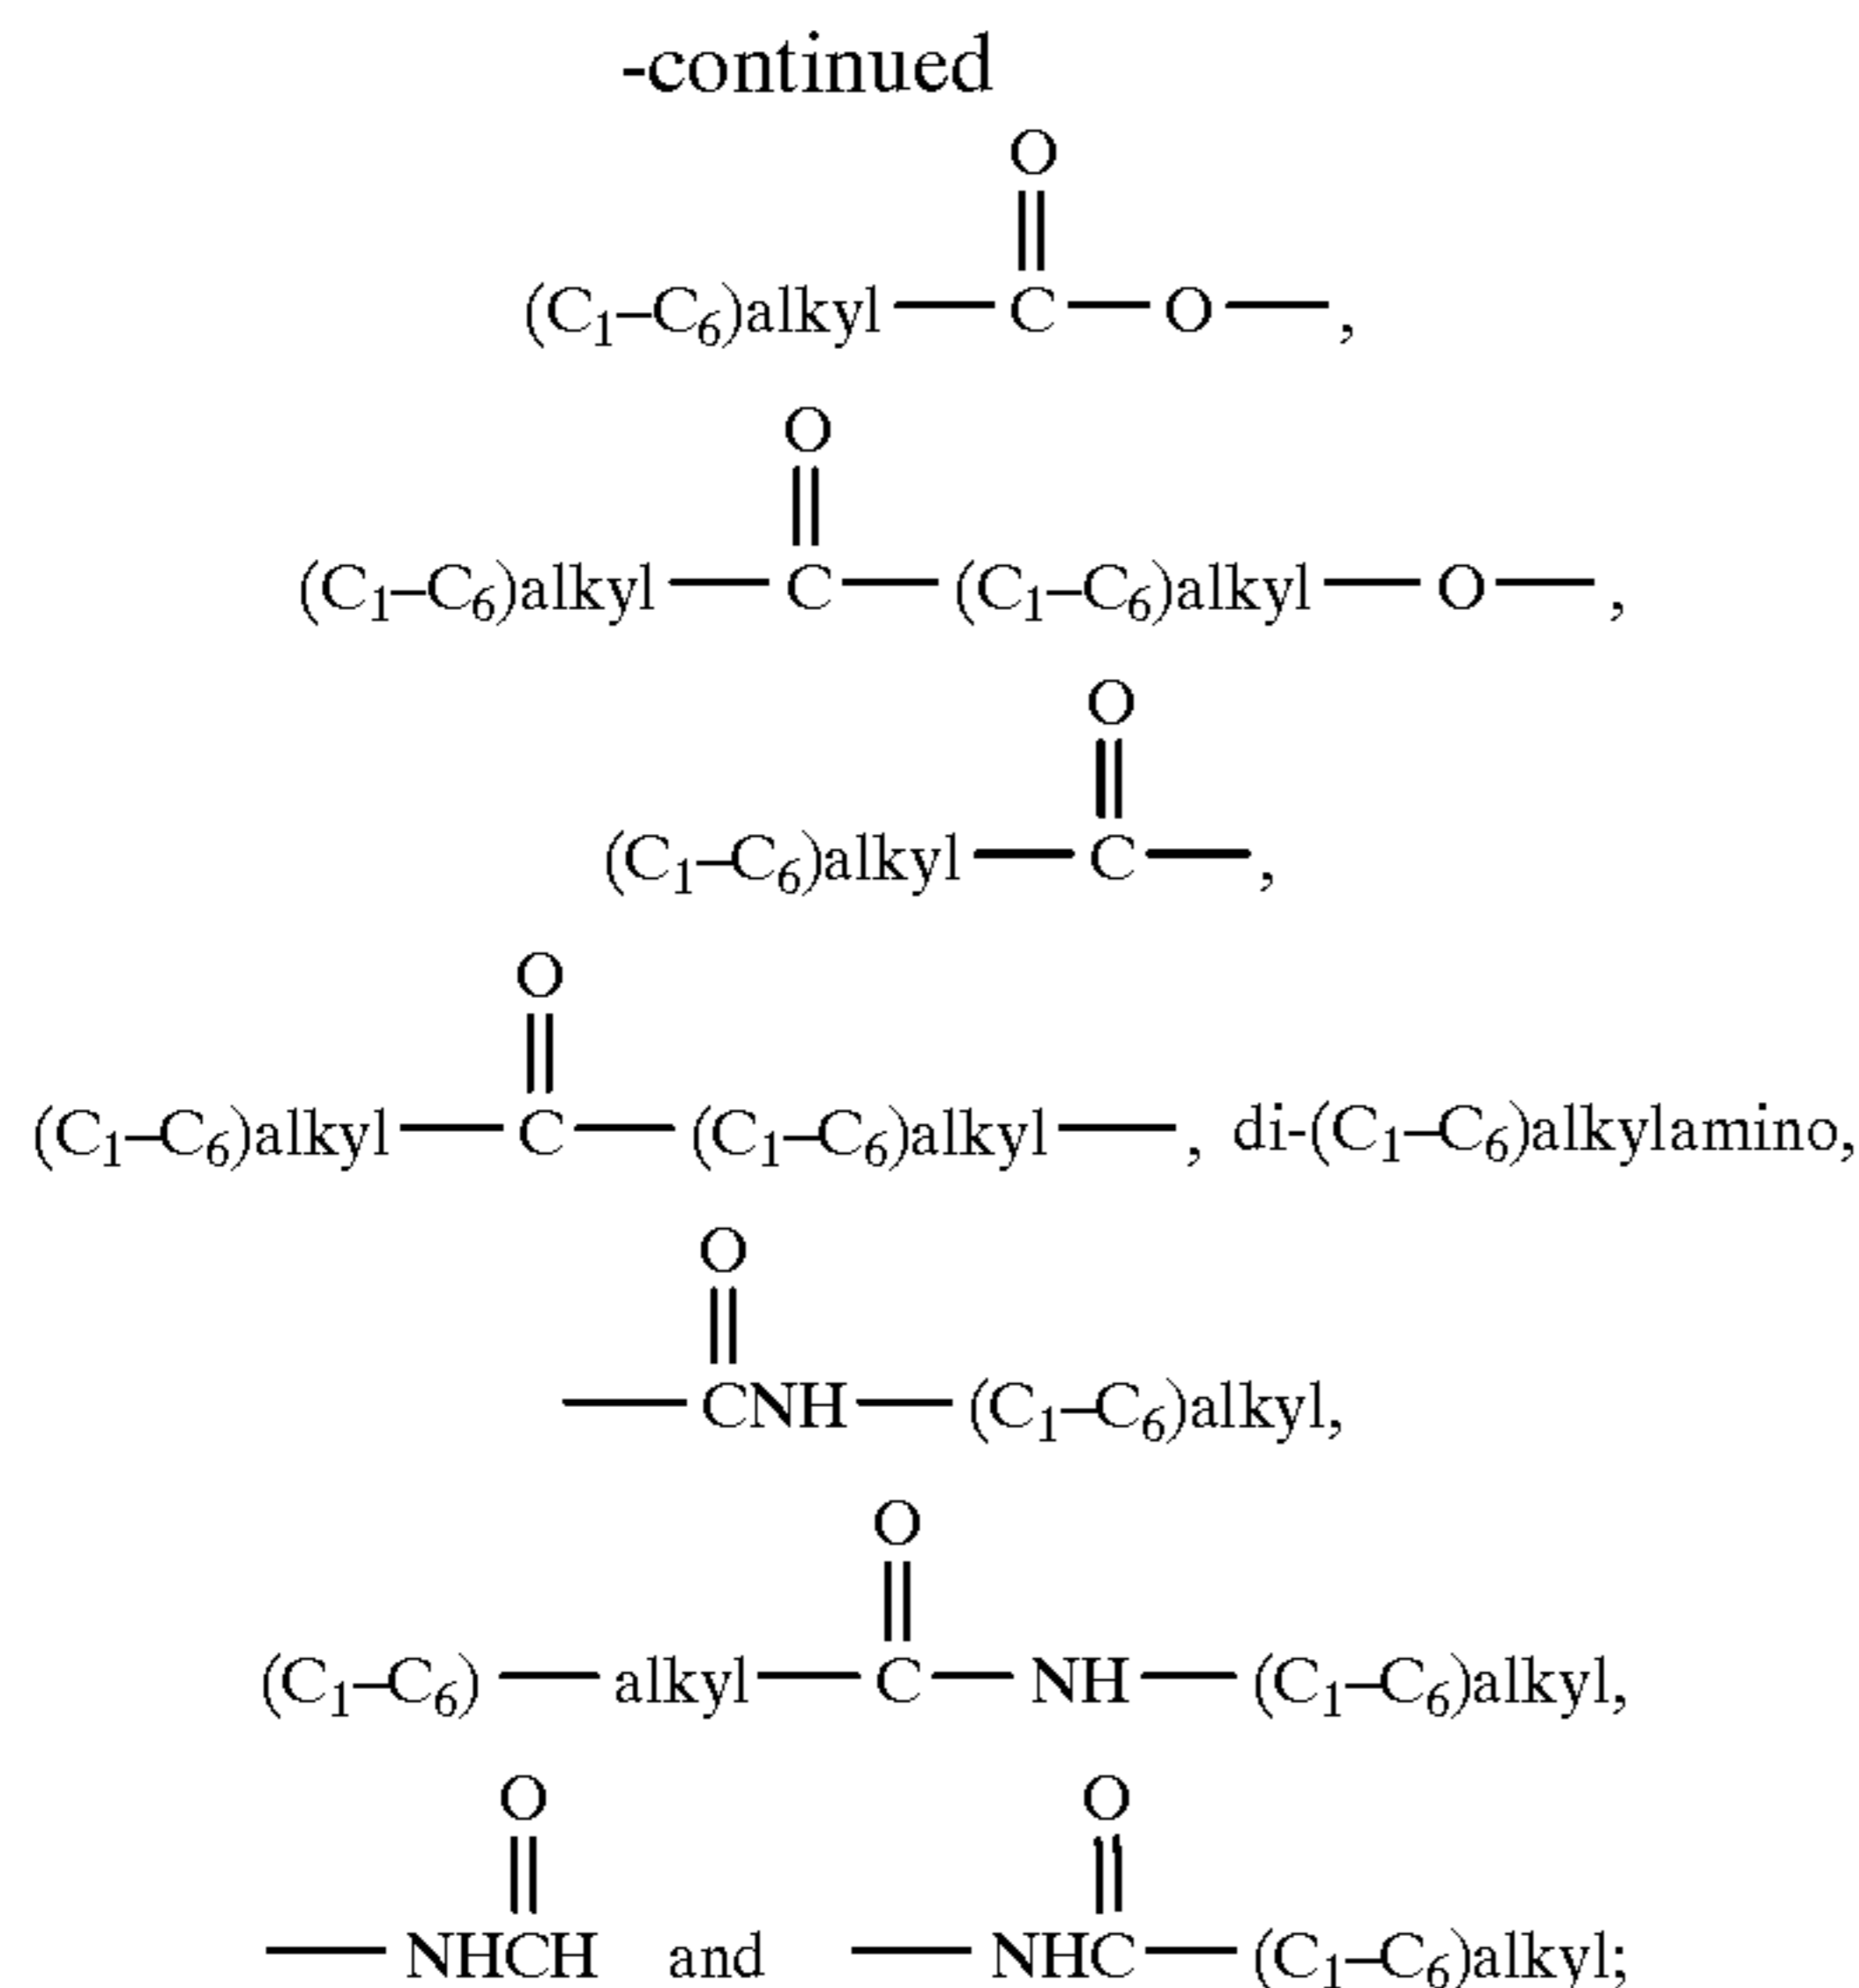 -continued
O
(C1–C6)alkyl—C—O—,
O
(C1–C6)alkyl—C—(C1–C6)alkyl—O—,
O
(C1–C6)alkyl—C—,
O
(C1–C6)alkyl—C—(C1–C6)alkyl—, di-(C1–C6)alkylamino,
O
—CNH—(C1–C6)alkyl,
O
(C1–C6)—alkyl—C—NH—(C1–C6)alkyl,
O O
—NHCH and —NHC—(C1–C6)alkyl;